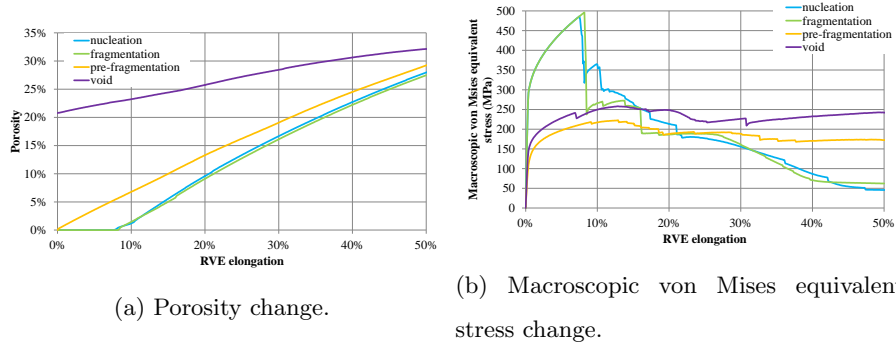 35%
30%
25%
20%
15%
10%
5%
0%
nucleation
fragmentation
pre-fragmentation
void
Porosity
0% 10% 20% 30% 40% 50%
RVE elongation
(a) Porosity change.
500
450
400
350
300
250
200
150
100
50
0
nucleation
fragmentation
pre-fragmentation
void
Macroscopic von Msies equivalent
stress (MPa)
0% 10% 20% 30% 40% 50%
RVE elongation
(b) Macroscopic von Mises equivalent
stress change.